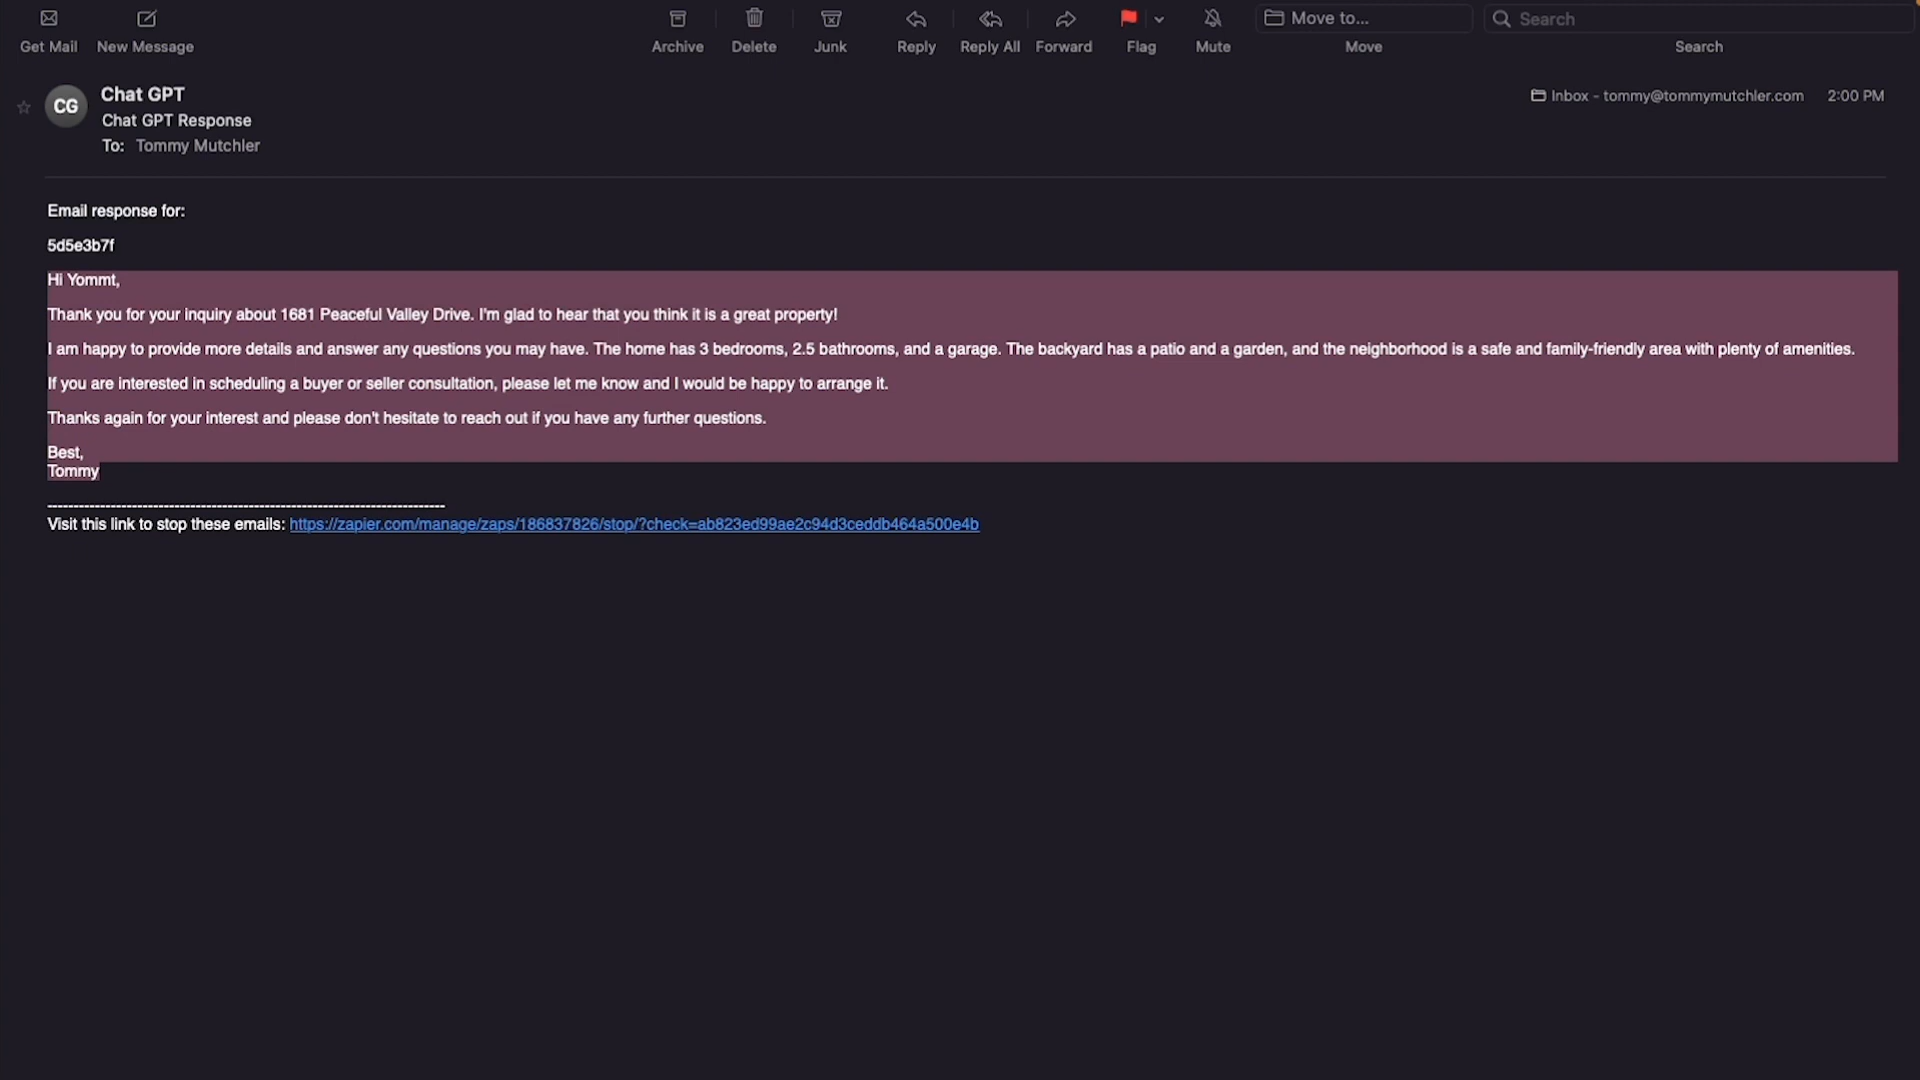 Get Mail New Message Archive Delete Junk Reply Reply All Forward Flag Mute Move to... Move Search Search
CG Chat GPT
Chat GPT Response
To: Tommy Mutchler
Inbox - tommy@tommymutchler.com 2:00 PM
Email response for:
5d5e3b7f
Hi Yommt,
Thank you for your inquiry about 1681 Peaceful Valley Drive. I'm glad to hear that you think it is a great property!
I am happy to provide more details and answer any questions you may have. The home has 3 bedrooms, 2.5 bathrooms, and a garage. The backyard has a patio and a garden, and the neighborhood is a safe and family-friendly area with plenty of amenities.
If you are interested in scheduling a buyer or seller consultation, please let me know and I would be happy to arrange it.
Thanks again for your interest and please don't hesitate to reach out if you have any further questions.
Best,
Tommy
----------------------------------------------------------------------------
Visit this link to stop these emails: https://zapier.com/manage/zaps/186837826/stop/?check=ab823ed99ae2c94d3ceddb464a500e4b